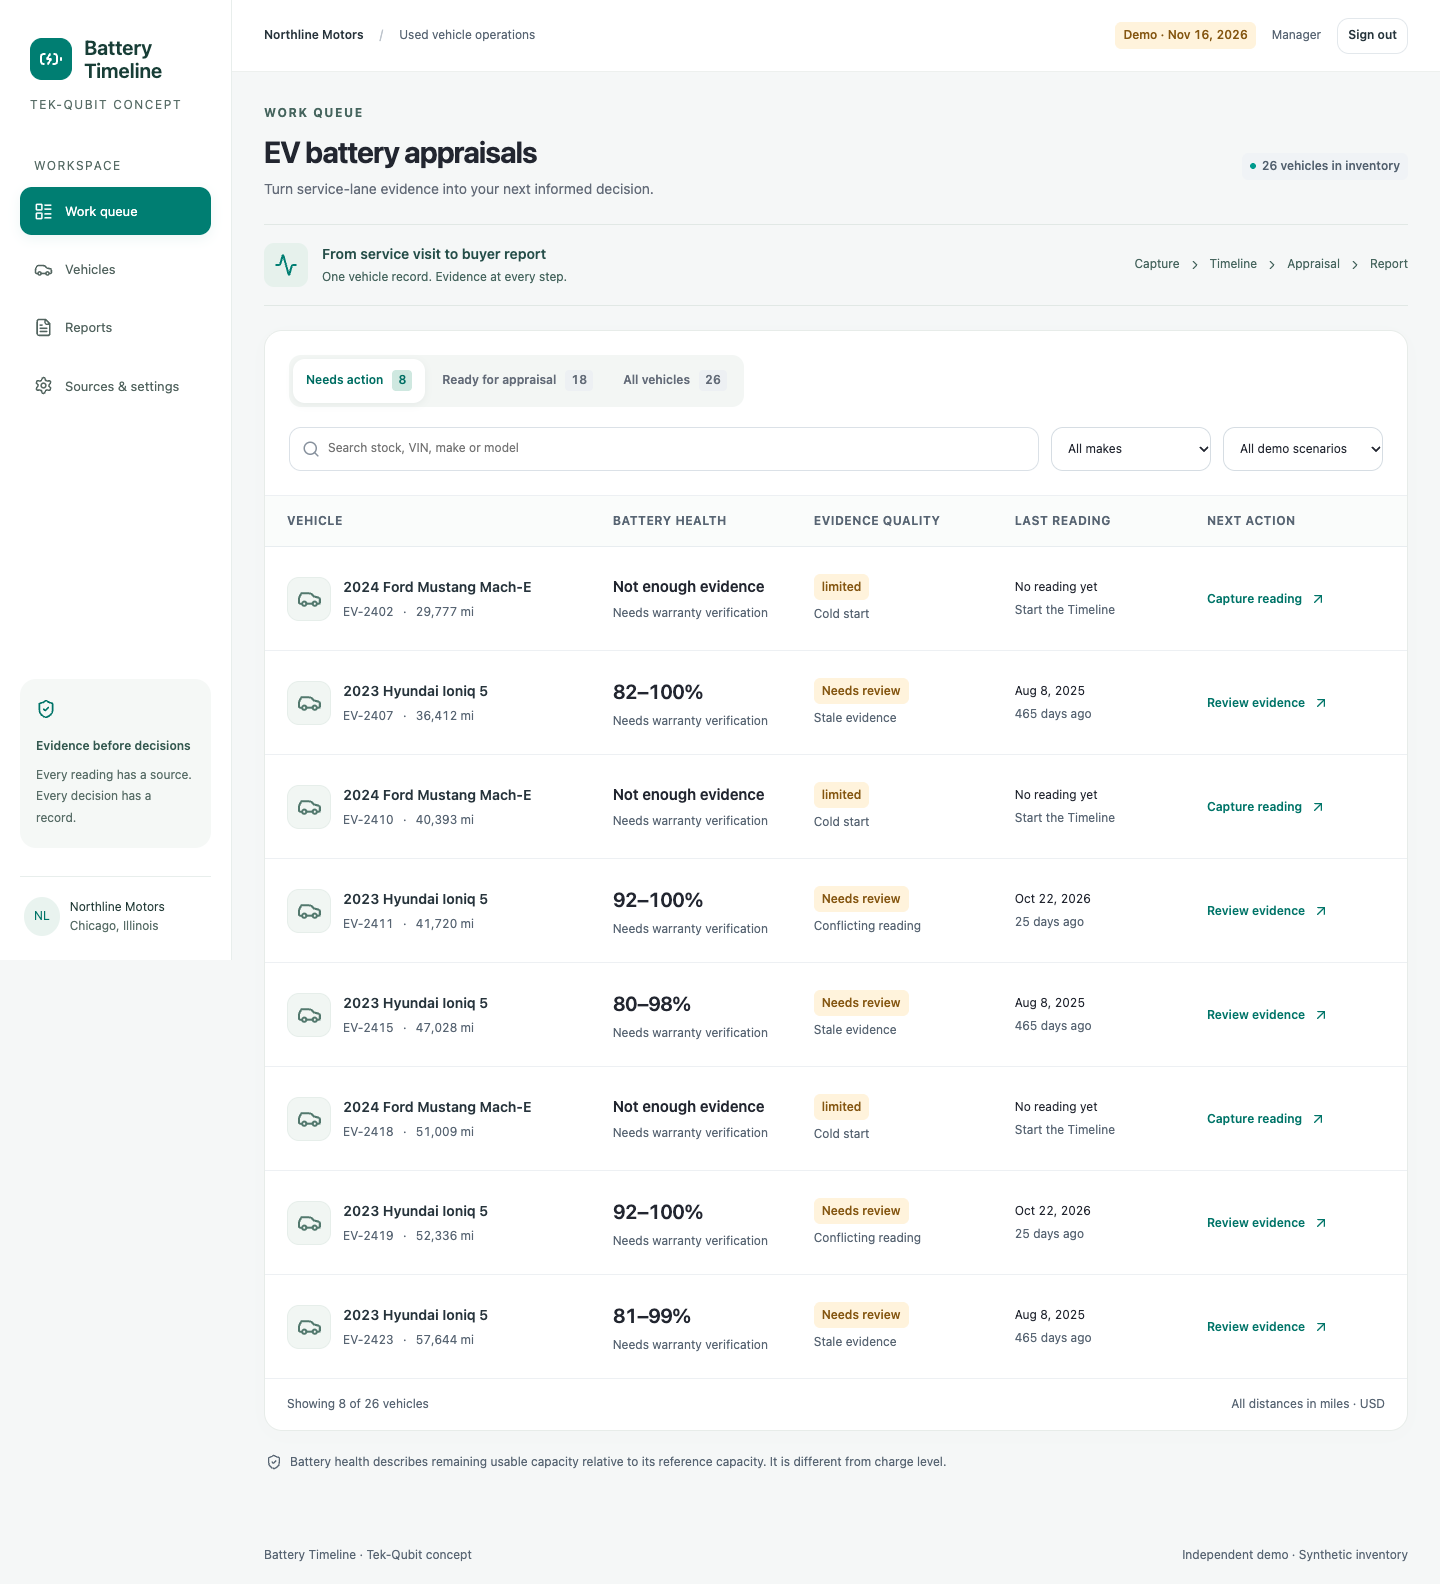 Battery
Timeline
TEK-QUBIT CONCEPT
WORKSPACE
Work queue
Vehicles
Reports
Sources & settings
Evidence before decisions
Every reading has a source.
Every decision has a
record.
NL
Northline Motors
Chicago, Illinois
Northline Motors / Used vehicle operations
Demo · Nov 16, 2026
Manager
Sign out
WORK QUEUE
EV battery appraisals
Turn service-lane evidence into your next informed decision.
26 vehicles in inventory
From service visit to buyer report
One vehicle record. Evidence at every step.
Capture > Timeline > Appraisal > Report
Needs action 8 Ready for appraisal 18 All vehicles 26
Search stock, VIN, make or model
All makes
All demo scenarios
VEHICLE BATTERY HEALTH EVIDENCE QUALITY LAST READING NEXT ACTION
2024 Ford Mustang Mach-E Not enough evidence limited No reading yet Capture reading
EV-2402 · 29,777 mi Needs warranty verification Cold start Start the Timeline
2023 Hyundai Ioniq 5 82–100% Needs review Aug 8, 2025 Review evidence
EV-2407 · 36,412 mi Needs warranty verification Stale evidence 465 days ago
2024 Ford Mustang Mach-E Not enough evidence limited No reading yet Capture reading
EV-2410 · 40,393 mi Needs warranty verification Cold start Start the Timeline
2023 Hyundai Ioniq 5 92–100% Needs review Oct 22, 2026 Review evidence
EV-2411 · 41,720 mi Needs warranty verification Conflicting reading 25 days ago
2023 Hyundai Ioniq 5 80–98% Needs review Aug 8, 2025 Review evidence
EV-2415 · 47,028 mi Needs warranty verification Stale evidence 465 days ago
2024 Ford Mustang Mach-E Not enough evidence limited No reading yet Capture reading
EV-2418 · 51,009 mi Needs warranty verification Cold start Start the Timeline
2023 Hyundai Ioniq 5 92–100% Needs review Oct 22, 2026 Review evidence
EV-2419 · 52,336 mi Needs warranty verification Conflicting reading 25 days ago
2023 Hyundai Ioniq 5 81–99% Needs review Aug 8, 2025 Review evidence
EV-2423 · 57,644 mi Needs warranty verification Stale evidence 465 days ago
Showing 8 of 26 vehicles All distances in miles · USD
Battery health describes remaining usable capacity relative to its reference capacity. It is different from charge level.
Battery Timeline · Tek-Qubit concept Independent demo · Synthetic inventory